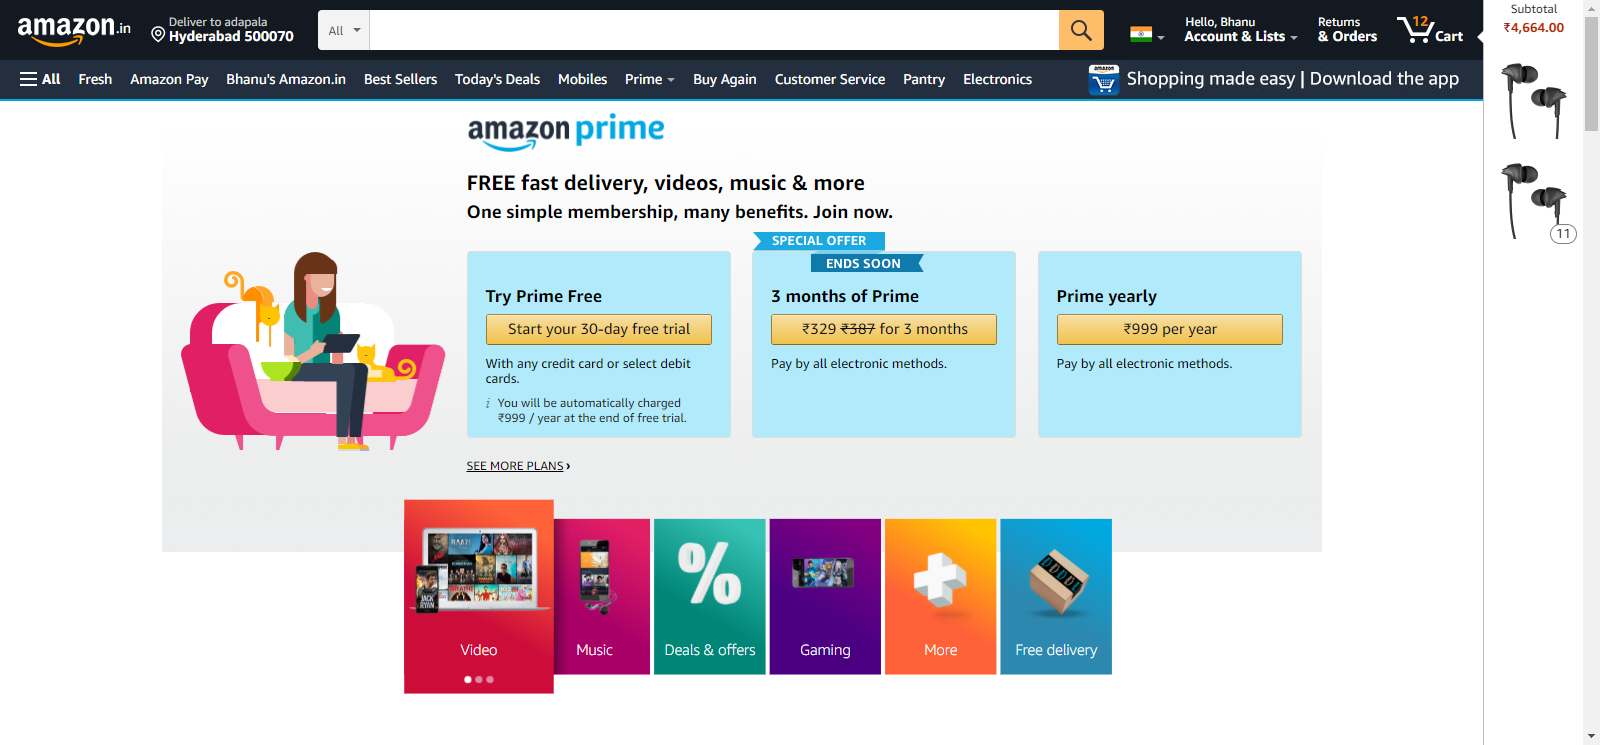 amazon.in
Deliver to adapala
Hyderabad 500070
All
Hello, Bhanu
Account & Lists
Returns
& Orders
12
Cart
Subtotal
₹4,664.00
All
Fresh
Amazon Pay
Bhanu's Amazon.in
Best Sellers
Today's Deals
Mobiles
Prime
Buy Again
Customer Service
Pantry
Electronics
amazon
Shopping made easy | Download the app
amazon prime
FREE fast delivery, videos, music & more
One simple membership, many benefits. Join now.
SPECIAL OFFER
ENDS SOON
Try Prime Free
Start your 30-day free trial
With any credit card or select debit
cards.
i You will be automatically charged
₹999 / year at the end of free trial.
3 months of Prime
₹329 ₹387 for 3 months
Pay by all electronic methods.
Prime yearly
₹999 per year
Pay by all electronic methods.
11
SEE MORE PLANS ›
JACK
RYAN
Video
Music
%
Deals & offers
Gaming
More
Free delivery